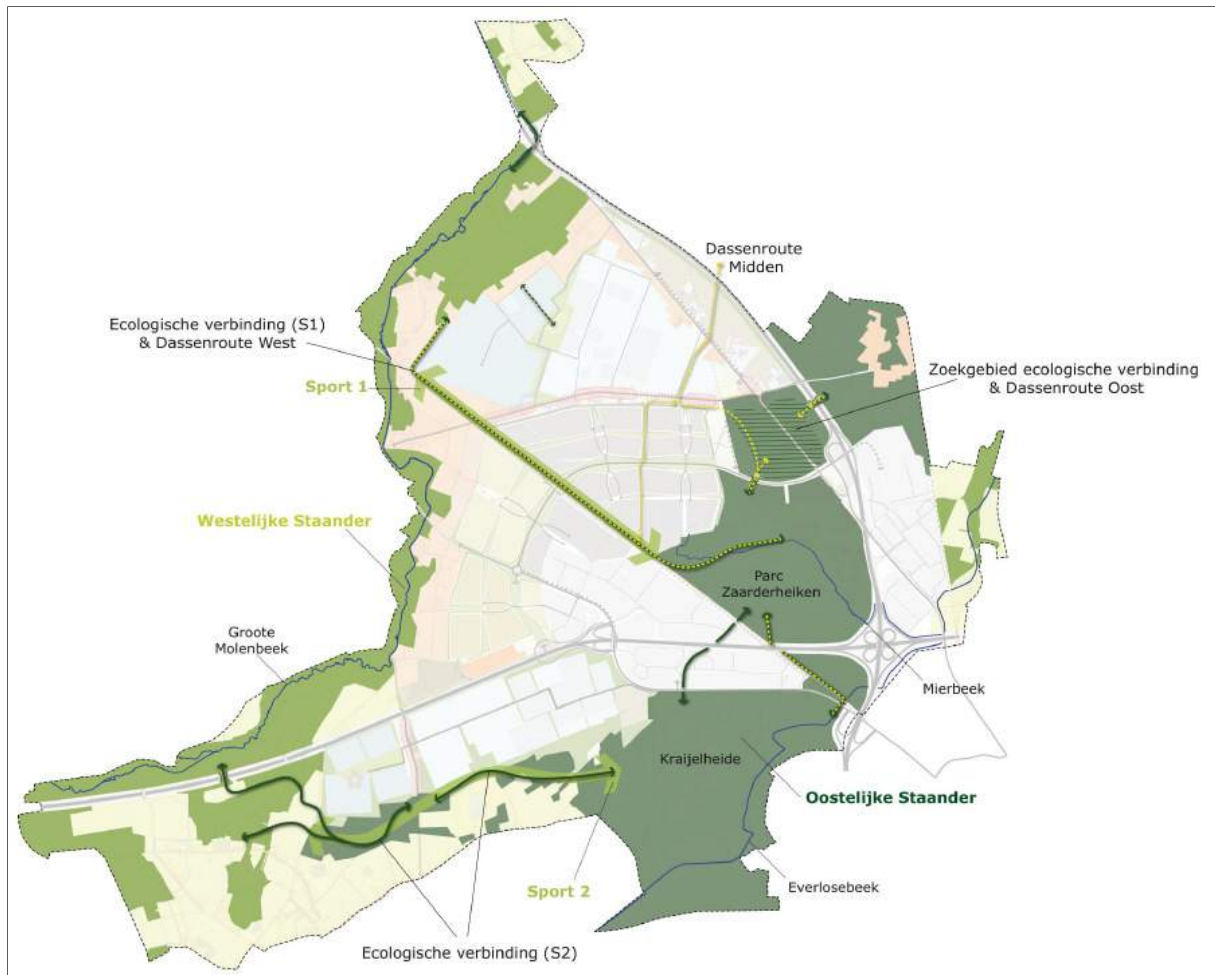 Dassenroute
Midden
Ecologische verbinding (S1)
& Dassenroute West
Sport 1
Zoekgebied ecologische verbinding
& Dassenroute Oost
Westelijke Staander
Parc
Zaarderheiken
Groote
Molenbeek
Mierbeek
Kraijelheide
Oostelijke Staander
Sport 2
Everlosebeek
Ecologische verbinding (S2)